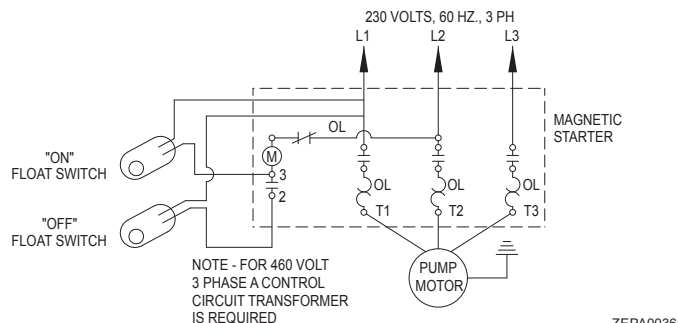 230 VOLTS, 60 HZ., 3 PH
L1 L2 L3
MAGNETIC
STARTER
OL
"ON"
FLOAT SWITCH
M
3
2
OL OL OL
T1 T2 T3
"OFF"
FLOAT SWITCH
NOTE - FOR 460 VOLT
3 PHASE A CONTROL
CIRCUIT TRANSFORMER
IS REQUIRED
PUMP
MOTOR
ZEPA0036